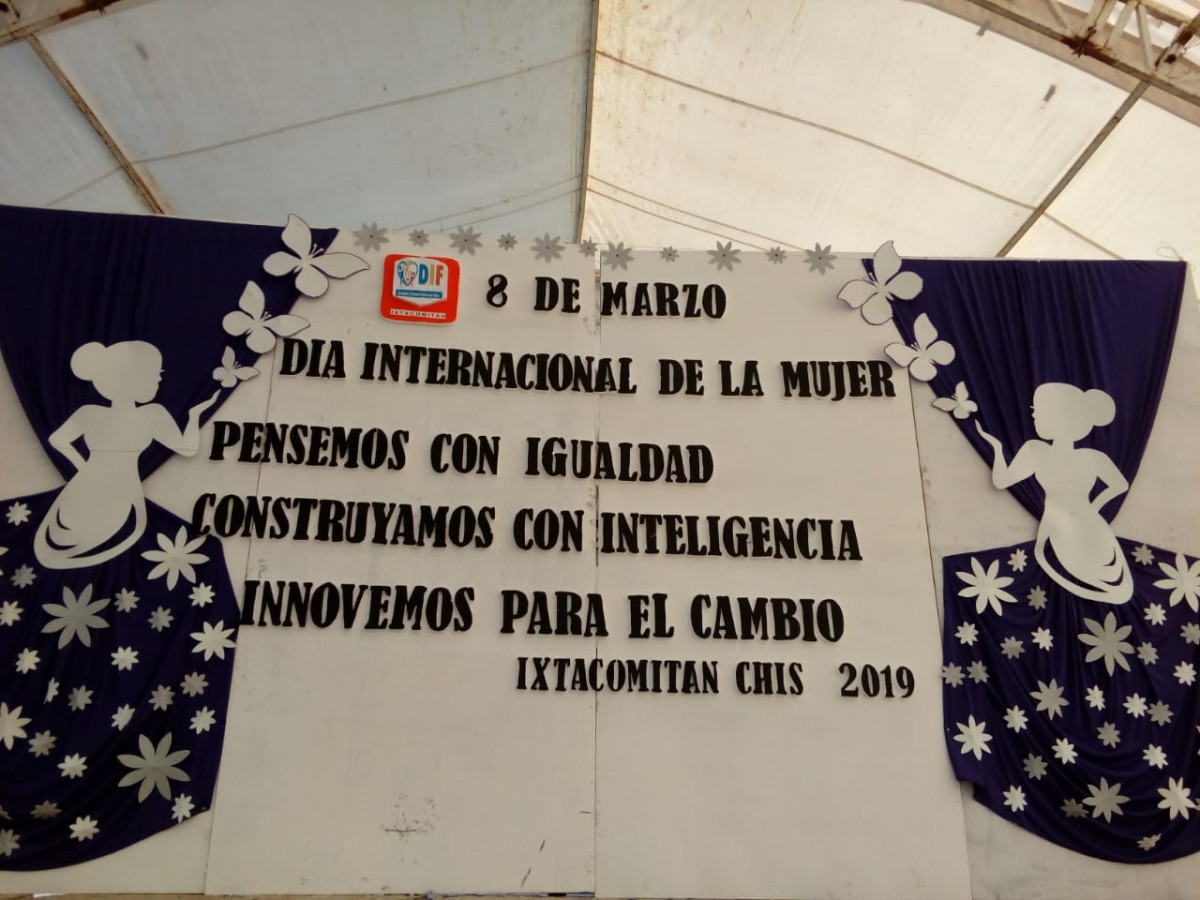 DIF
IXTACOMITAN
8 DE MARZO
DIA INTERNACIONAL DE LA MUJER
PENSEMOS CON IGUALDAD
CONSTRUYAMOS CON INTELIGENCIA
INNOVEMOS PARA EL CAMBIO
IXTACOMITAN CHIS 2019